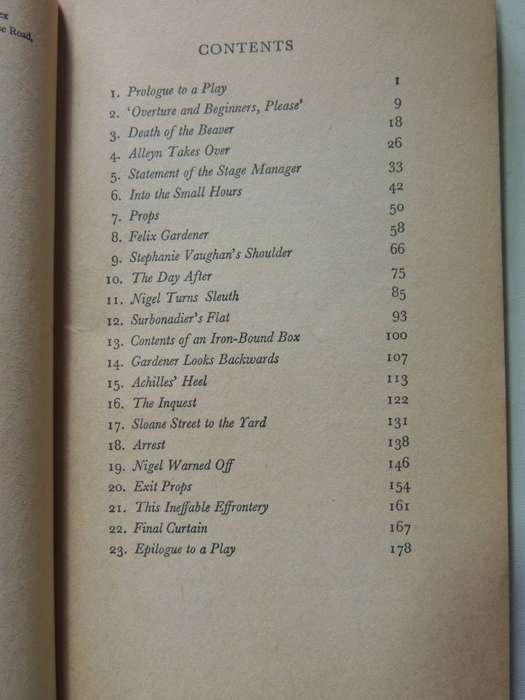 ex
se Road,
CONTENTS
1. Prologue to a Play 1
2. ‘Overture and Beginners, Please’ 9
3. Death of the Beaver 18
4. Alleyn Takes Over 26
5. Statement of the Stage Manager 33
6. Into the Small Hours 42
7. Props 50
8. Felix Gardener 58
9. Stephanie Vaughan's Shoulder 66
10. The Day After 75
11. Nigel Turns Sleuth 85
12. Surbonadier's Flat 93
13. Contents of an Iron-Bound Box 100
14. Gardener Looks Backwards 107
15. Achilles' Heel 113
16. The Inquest 122
17. Sloane Street to the Yard 131
18. Arrest 138
19. Nigel Warned Off 146
20. Exit Props 154
21. This Ineffable Effrontery 161
22. Final Curtain 167
23. Epilogue to a Play 178